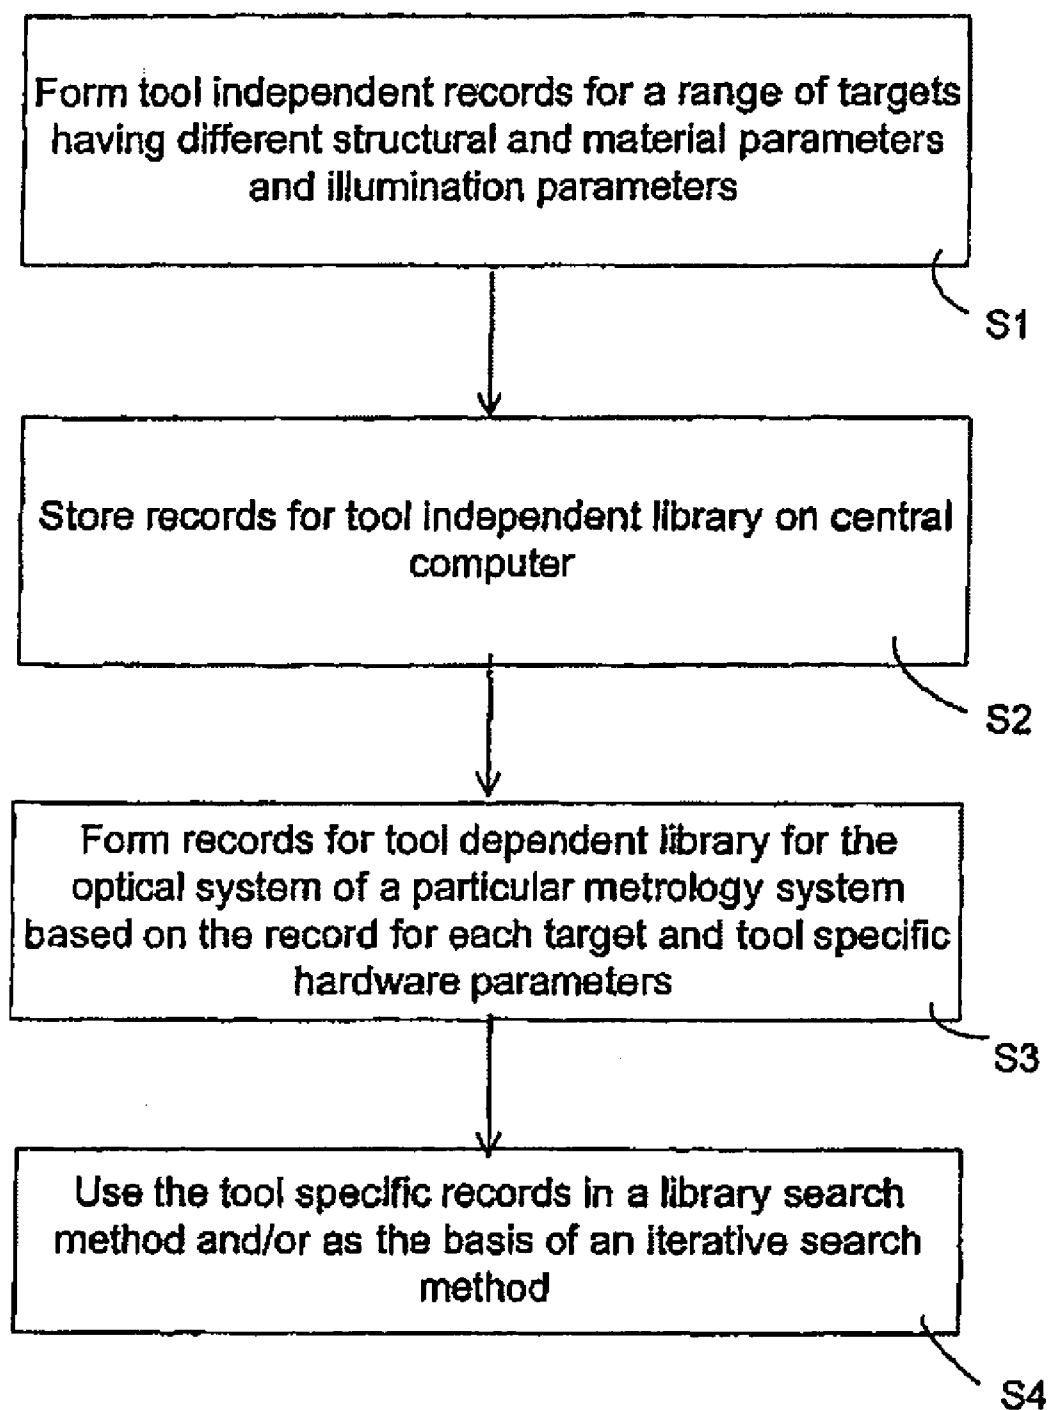 Form tool independent records for a range of targets
having different structural and material parameters
and illumination parameters
S1
Store records for tool independent library on central
computer
S2
Form records for tool dependent library for the
optical system of a particular metrology system
based on the record for each target and tool specific
hardware parameters
S3
Use the tool specific records in a library search
method and/or as the basis of an iterative search
method
S4